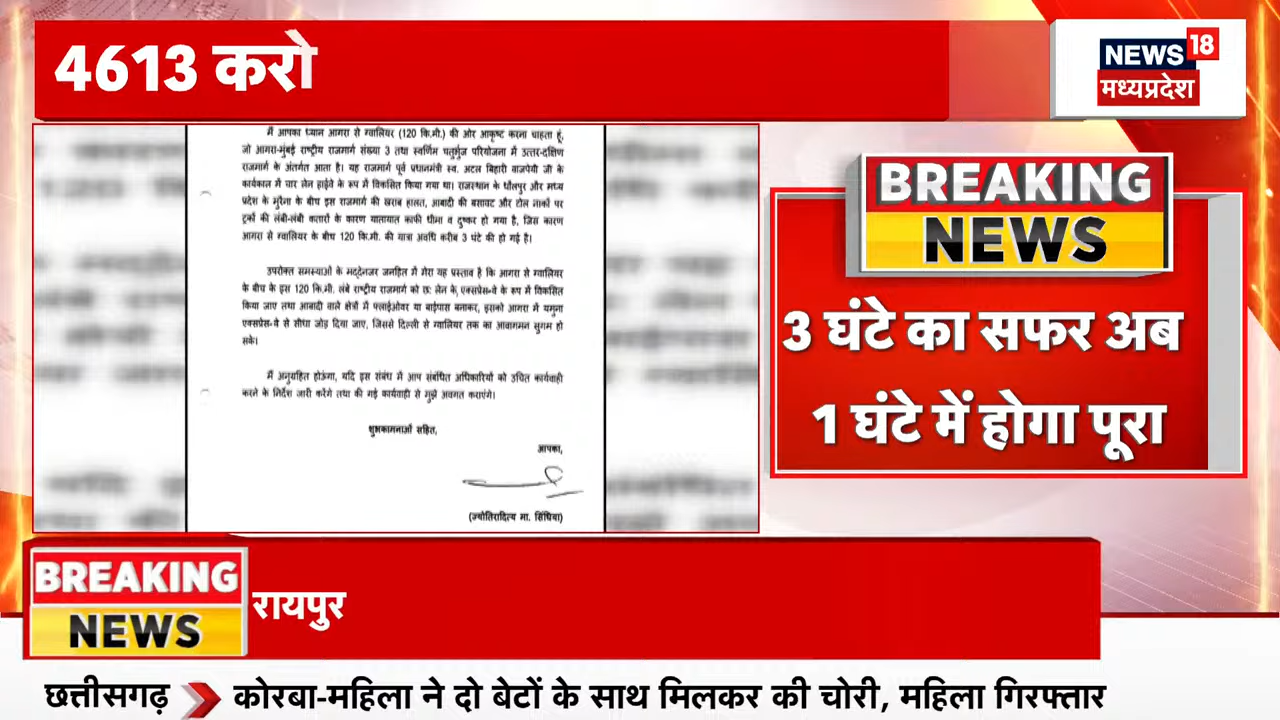 4613 करो
NEWS 18
मध्यप्रदेश
मैं आपका ध्यान आगरा से ग्वालियर (120 कि.मी.) की ओर आकृष्ट करना चाहता हूं,
जो आगरा-मुंबई राष्ट्रीय राजमार्ग संख्या 3 तथा स्वर्णिम चतुर्भुज परियोजना में उत्तर-दक्षिण
राजमार्ग के अंतर्गत आता है। यह राजमार्ग पूर्व प्रधानमंत्री स्व. अटल बिहारी वाजपेयी जी के
कार्यकाल में चार लेन हाईवे के रूप में विकसित किया गया था। राजस्थान के धौलपुर और मध्य
प्रदेश के मुरैना के बीच इस राजमार्ग की खराब हालत, आबादी की बसावट और टोल नाकों पर
ट्रकों की लंबी-लंबी कतारों के कारण यातायात काफी धीमा व दुष्कर हो गया है, जिस कारण
आगरा से ग्वालियर के बीच 120 कि.मी. की यात्रा अवधि करीब 3 घंटे की हो गई है।
उपरोक्त समस्याओं के मद्देनजर जनहित में मेरा यह प्रस्ताव है कि आगरा से ग्वालियर
के बीच के इस 120 कि.मी. लंबे राष्ट्रीय राजमार्ग को छ: लेन के एक्सप्रेस-वे के रूप में विकसित
किया जाए तथा आबादी वाले क्षेत्रों में फ्लाईओवर या बाईपास बनाकर, इसको आगरा में यमुना
एक्सप्रेस-वे से सीधा जोड़ दिया जाए, जिससे दिल्ली से ग्वालियर तक का आवागमन सुगम हो
सके।
मैं अनुग्रहित होऊंगा, यदि इस संबंध में आप संबंधित अधिकारियों को उचित कार्यवाही
करने के निर्देश जारी करेंगे तथा की गई कार्यवाही से मुझे अवगत कराएंगे।
शुभकामनाओं सहित,
आपका,
(ज्योतिरादित्य मा. सिंधिया)
BREAKING
NEWS
3 घंटे का सफर अब
1 घंटे में होगा पूरा
BREAKING
NEWS
रायपुर
छत्तीसगढ़ कोरबा-महिला ने दो बेटों के साथ मिलकर की चोरी, महिला गिरफ्तार